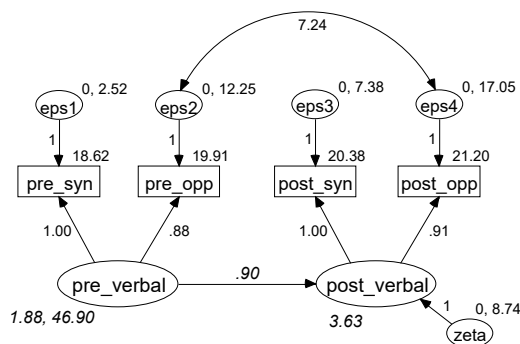 7.24
0, 2.52
0, 12.25
0, 7.38
0, 17.05
eps1
eps2
eps3
eps4
1
1
1
1
18.62
19.91
20.38
21.20
pre_syn
pre_opp
post_syn
post_opp
1.00
.88
1.00
.91
pre_verbal
.90
post_verbal
1.88, 46.90
3.63
1
0, 8.74
zeta